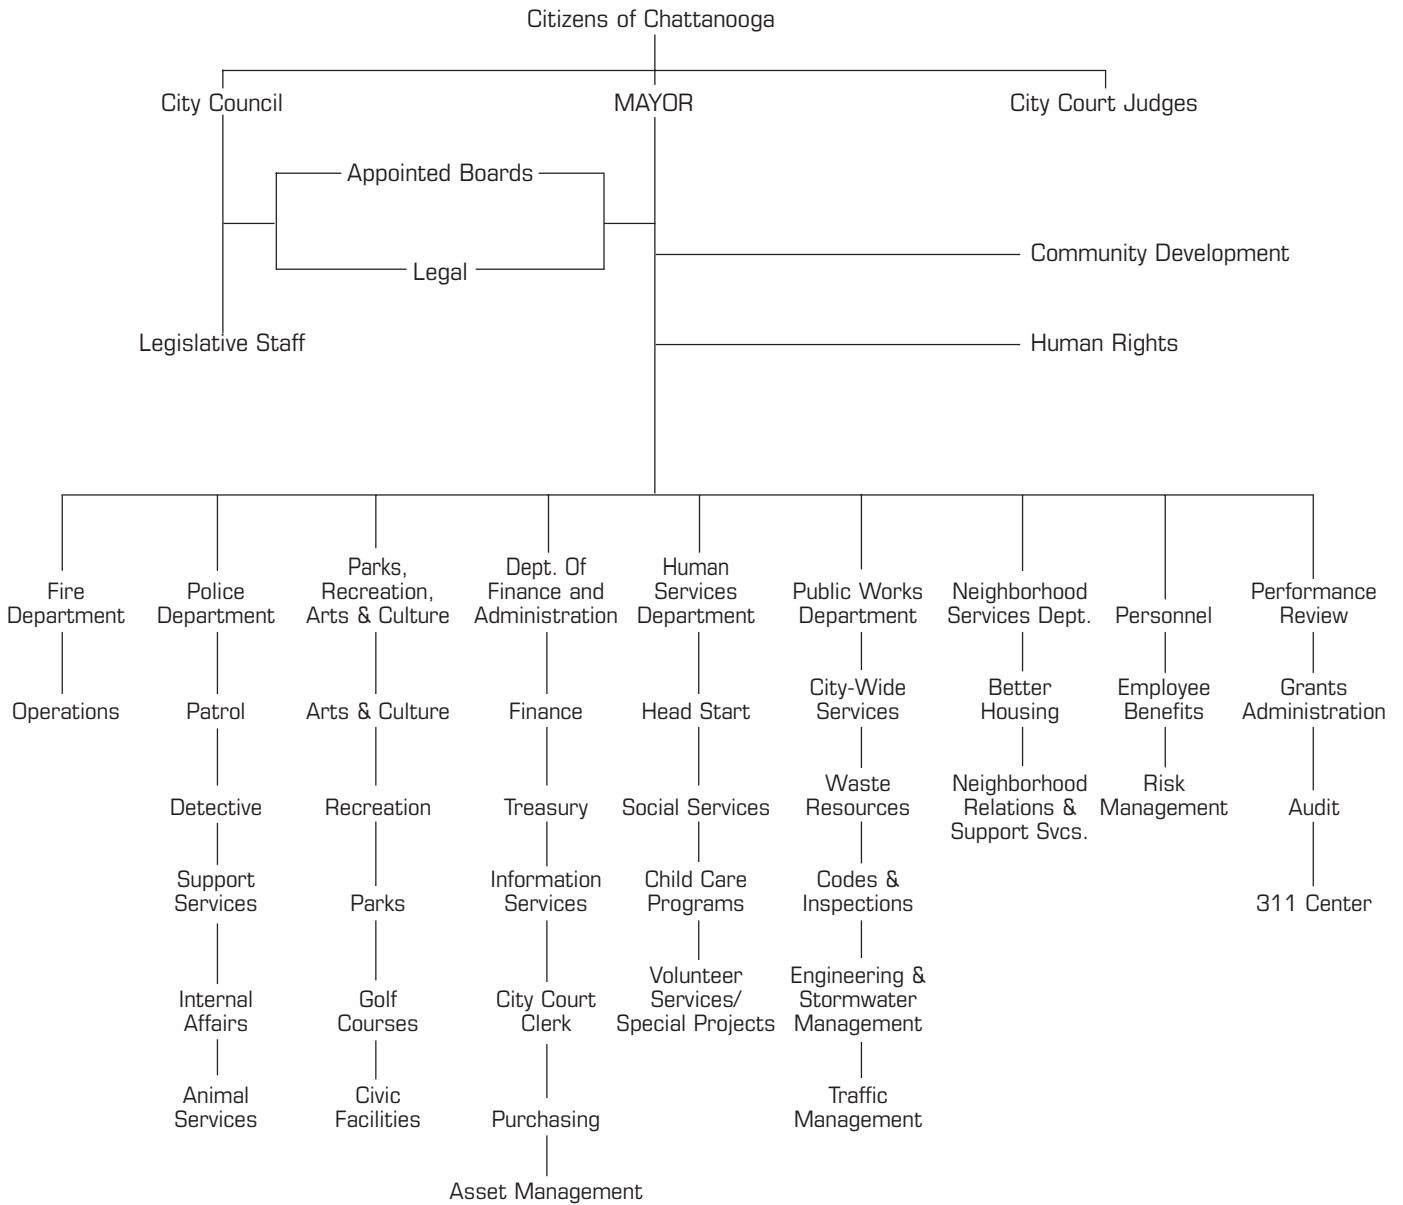 Citizens of Chattanooga
City Council
MAYOR
City Court Judges
Appointed Boards
Legal
Community Development
Legislative Staff
Human Rights
Fire
Department
Operations
Police
Department
Patrol
Detective
Support
Services
Internal
Affairs
Animal
Services
Parks,
Recreation,
Arts & Culture
Arts & Culture
Recreation
Parks
Golf
Courses
Civic
Facilities
Dept. Of
Finance and
Administration
Finance
Treasury
Information
Services
City Court
Clerk
Purchasing
Asset Management
Human
Services
Department
Head Start
Social Services
Child Care
Programs
Volunteer
Services/
Special Projects
Public Works
Department
City-Wide
Services
Waste
Resources
Codes &
Inspections
Engineering &
Stormwater
Management
Traffic
Management
Neighborhood
Services Dept.
Better
Housing
Neighborhood
Relations &
Support Svcs.
Personnel
Employee
Benefits
Risk
Management
Performance
Review
Grants
Administration
Audit
311 Center